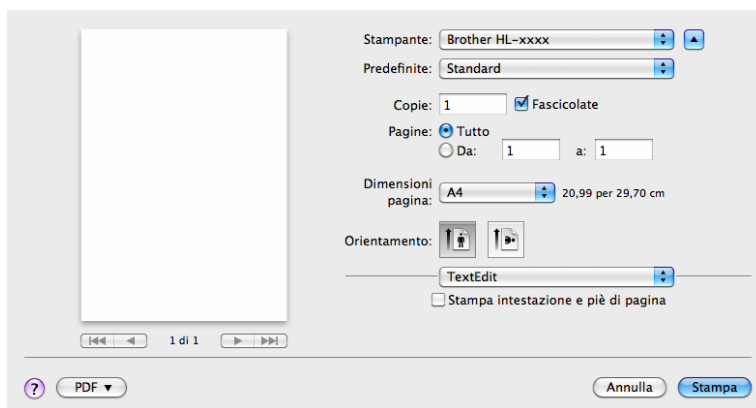 Stampante: Brother HL-xxxx
Predefinite: Standard
Copie: 1 Fascicolate
Pagine: Tutto
Da: 1 a: 1
Dimensioni
pagina: A4 20,99 per 29,70 cm
Orientamento:
TextEdit
Stampa intestazione e piè di pagina
1 di 1
? PDF Annulla Stampa